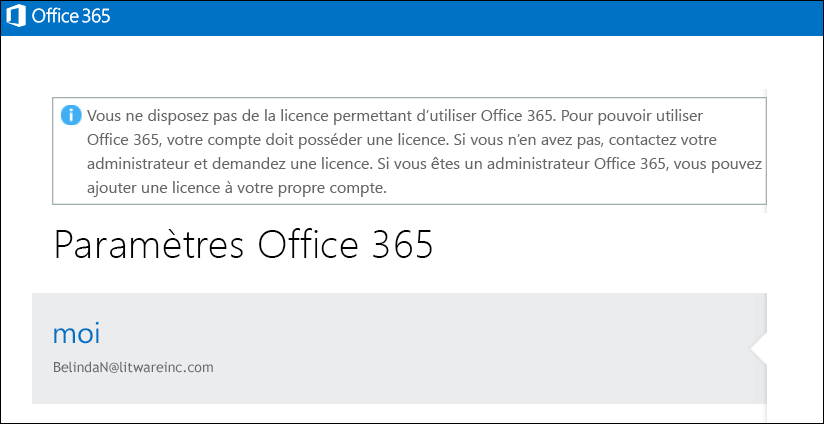 Office 365
Vous ne disposez pas de la licence permettant d’utiliser Office 365. Pour pouvoir utiliser
Office 365, votre compte doit posséder une licence. Si vous n’en avez pas, contactez votre
administrateur et demandez une licence. Si vous êtes un administrateur Office 365, vous pouvez
ajouter une licence à votre propre compte.
Paramètres Office 365
moi
BelindaN@litwareinc.com